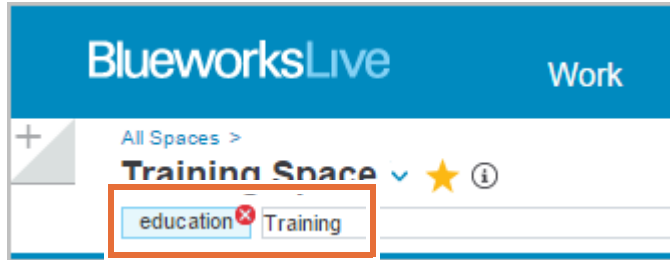 BlueworksLive
Work
All Spaces >
Training Space
education Training